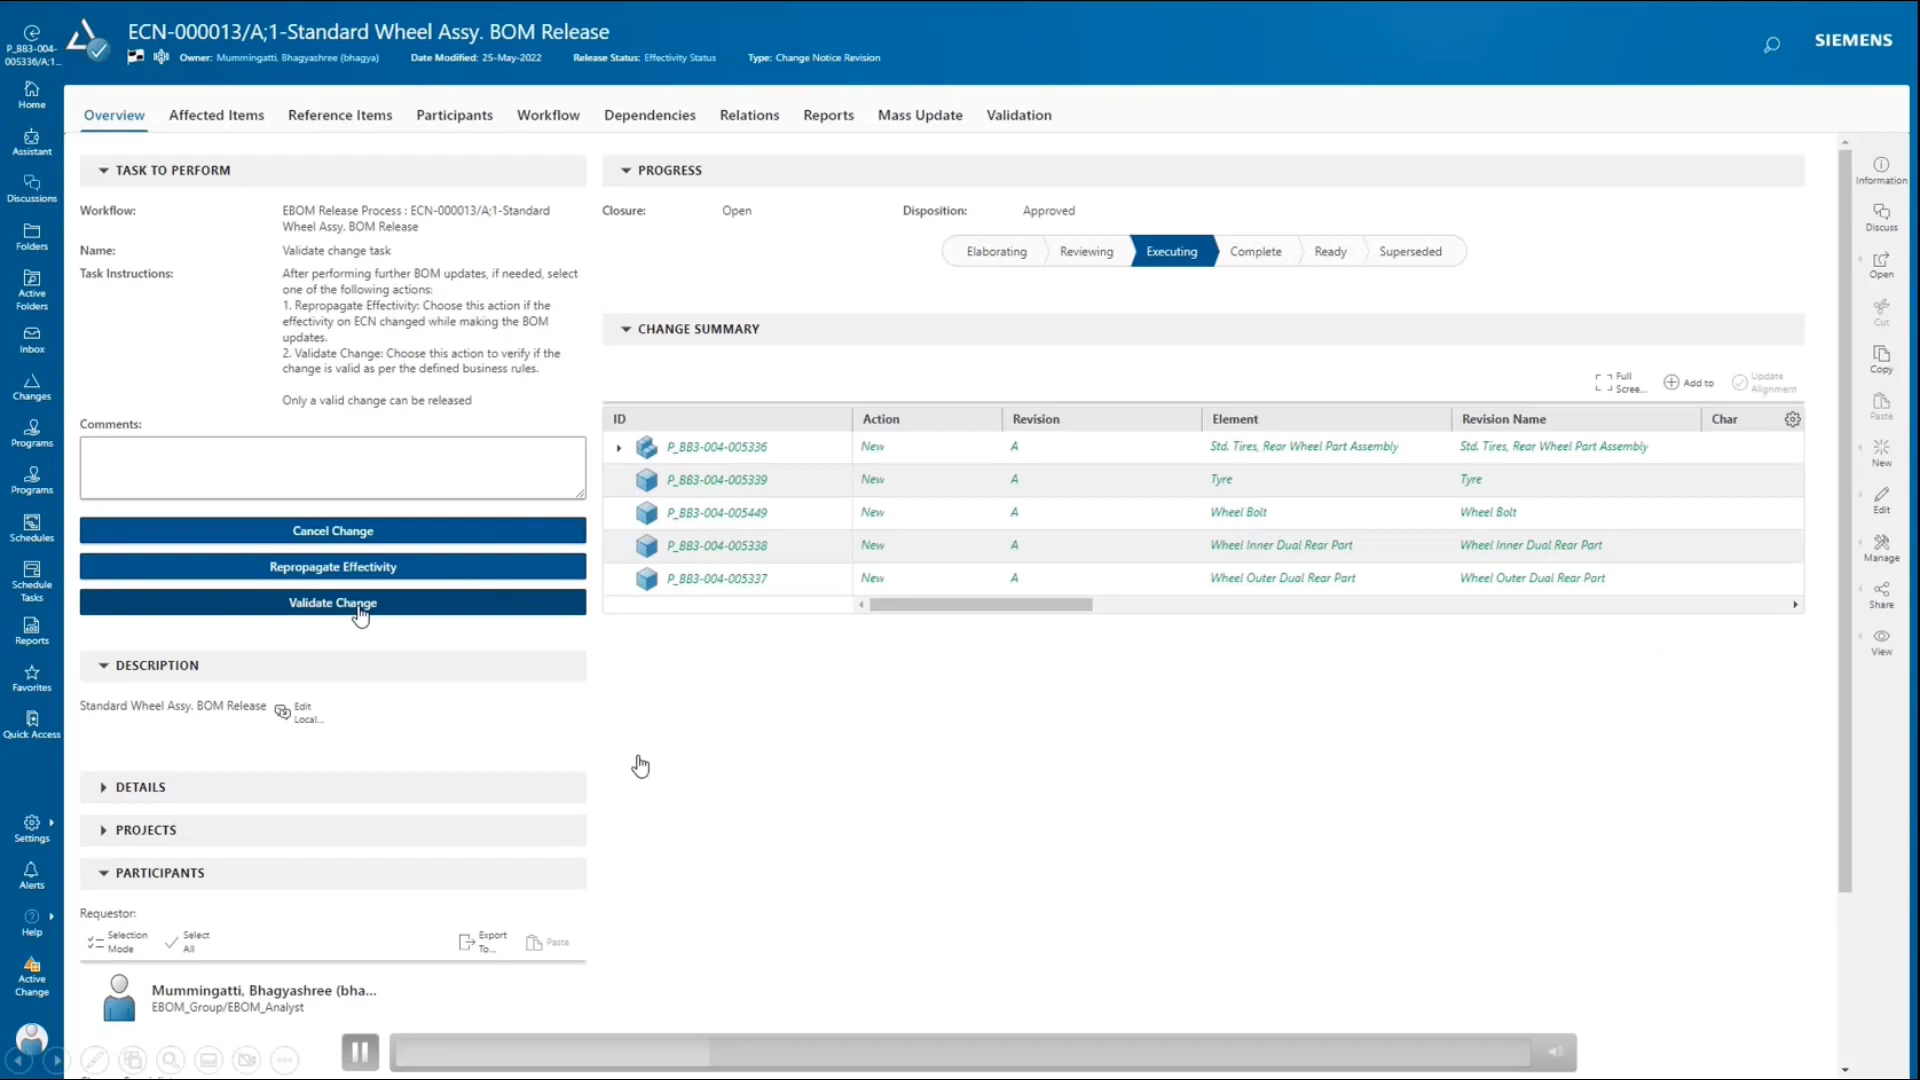 P_BB3-004-
005336/A;1...
ECN-000013/A;1-Standard Wheel Assy. BOM Release
Owner: Mummingatti, Bhagyashree (bhagya)
Date Modified: 25-May-2022
Release Status: Effectivity Status
Type: Change Notice Revision
SIEMENS
Home
Assistant
Discussions
Folders
Active
Folders
Inbox
Changes
Programs
Programs
Schedules
Schedule
Tasks
Reports
Favorites
Quick Access
Settings
Alerts
Help
Active
Change
Overview
Affected Items
Reference Items
Participants
Workflow
Dependencies
Relations
Reports
Mass Update
Validation
TASK TO PERFORM
Workflow:
EBOM Release Process : ECN-000013/A;1-Standard
Wheel Assy. BOM Release
Name:
Validate change task
Task Instructions:
After performing further BOM updates, if needed, select
one of the following actions:
1. Repropagate Effectivity: Choose this action if the
effectivity on ECN changed while making the BOM
updates.
2. Validate Change: Choose this action to verify if the
change is valid as per the defined business rules.
Only a valid change can be released
Comments:
Cancel Change
Repropagate Effectivity
Validate Change
DESCRIPTION
Standard Wheel Assy. BOM Release
Edit
Local...
DETAILS
PROJECTS
PARTICIPANTS
Requestor:
Selection
Mode
Select
All
Export
To...
Paste
Mummingatti, Bhagyashree (bha...
EBOM_Group/EBOM_Analyst
PROGRESS
Closure:
Open
Disposition:
Approved
Elaborating
Reviewing
Executing
Complete
Ready
Superseded
CHANGE SUMMARY
Full
Scree...
Add to
Update
Alignment
ID
Action
Revision
Element
Revision Name
Char
P_BB3-004-005336 New A Std. Tires, Rear Wheel Part Assembly Std. Tires, Rear Wheel Part Assembly
P_BB3-004-005339 New A Tyre Tyre
P_BB3-004-005449 New A Wheel Bolt Wheel Bolt
P_BB3-004-005338 New A Wheel Inner Dual Rear Part Wheel Inner Dual Rear Part
P_BB3-004-005337 New A Wheel Outer Dual Rear Part Wheel Outer Dual Rear Part
Information
Discuss
Open
Cut
Copy
Paste
New
Edit
Manage
Share
View